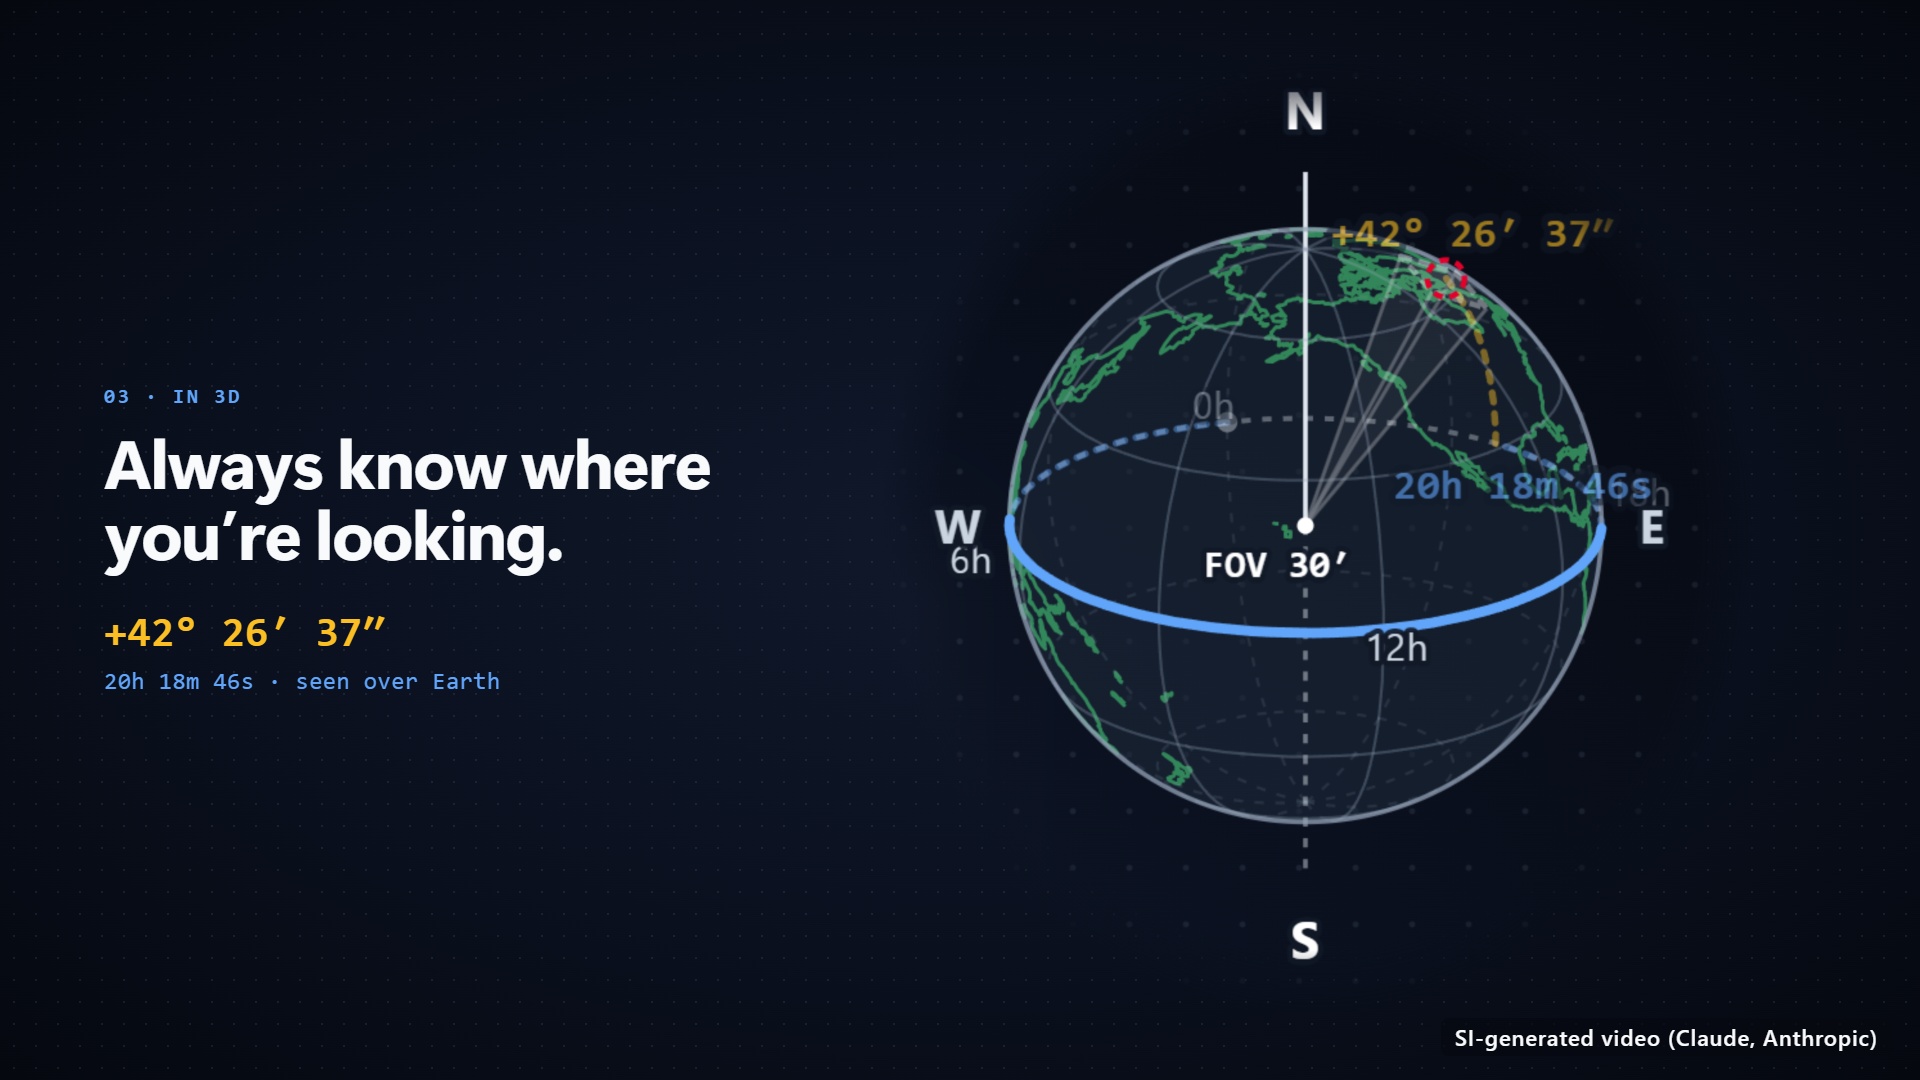 03 · IN 3D
Always know where
you’re looking.
+42° 26′ 37″
20h 18m 46s · seen over Earth
N
+42° 26′ 37″
0h
20h 18m 46s
W
E
6h
FOV 30′
12h
S
SI-generated video (Claude, Anthropic)